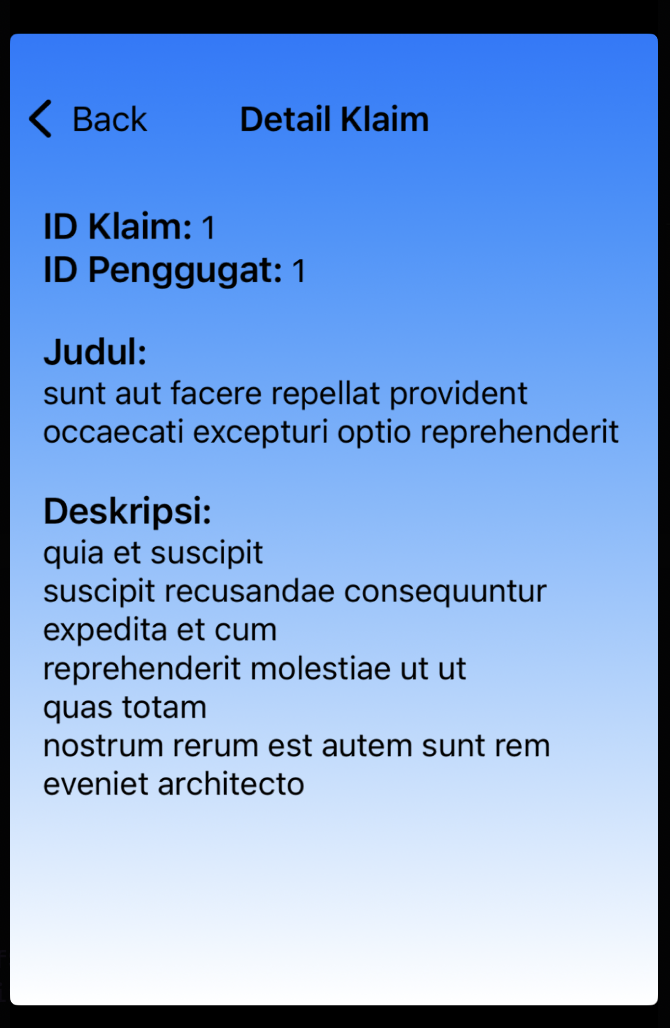 Back
Detail Klaim
ID Klaim: 1
ID Penggugat: 1
Judul:
sunt aut facere repellat provident
occaecati excepturi optio reprehenderit
Deskripsi:
quia et suscipit
suscipit recusandae consequuntur
expedita et cum
reprehenderit molestiae ut ut
quas totam
nostrum rerum est autem sunt rem
eveniet architecto